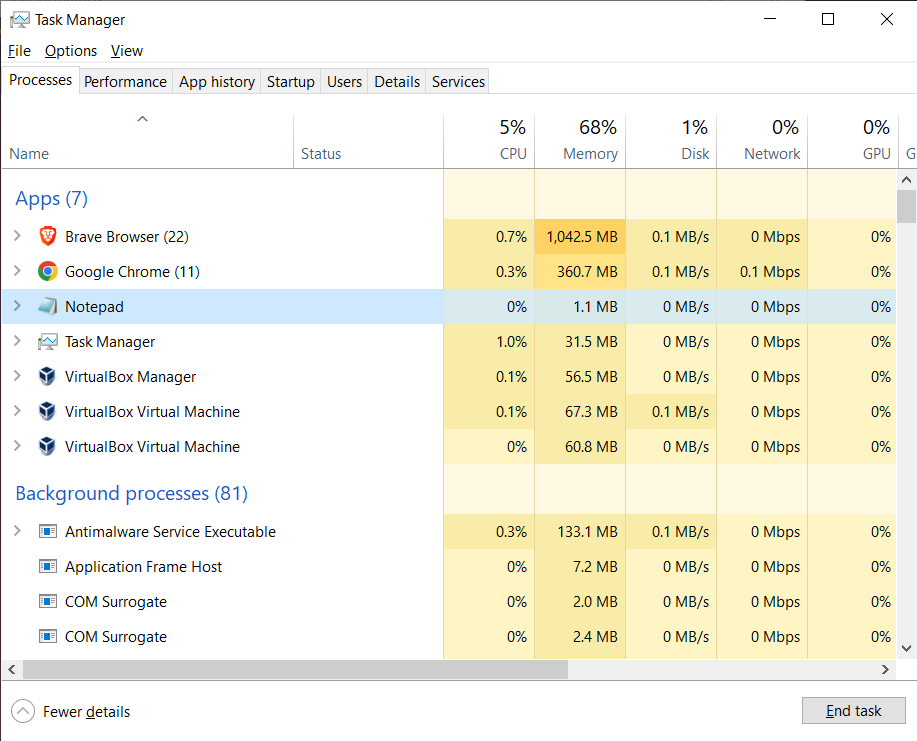 Task Manager
File Options View
Processes Performance App history Startup Users Details Services
5% 68% 1% 0% 0%
Name Status CPU Memory Disk Network GPU G
Apps (7)
Brave Browser (22) 0.7% 1,042.5 MB 0.1 MB/s 0 Mbps 0%
Google Chrome (11) 0.3% 360.7 MB 0.1 MB/s 0.1 Mbps 0%
Notepad 0% 1.1 MB 0 MB/s 0 Mbps 0%
Task Manager 1.0% 31.5 MB 0 MB/s 0 Mbps 0%
VirtualBox Manager 0.1% 56.5 MB 0 MB/s 0 Mbps 0%
VirtualBox Virtual Machine 0.1% 67.3 MB 0.1 MB/s 0 Mbps 0%
VirtualBox Virtual Machine 0% 60.8 MB 0 MB/s 0 Mbps 0%
Background processes (81)
Antimalware Service Executable 0.3% 133.1 MB 0.1 MB/s 0 Mbps 0%
Application Frame Host 0% 7.2 MB 0 MB/s 0 Mbps 0%
COM Surrogate 0% 2.0 MB 0 MB/s 0 Mbps 0%
COM Surrogate 0% 2.4 MB 0 MB/s 0 Mbps 0%
Fewer details End task